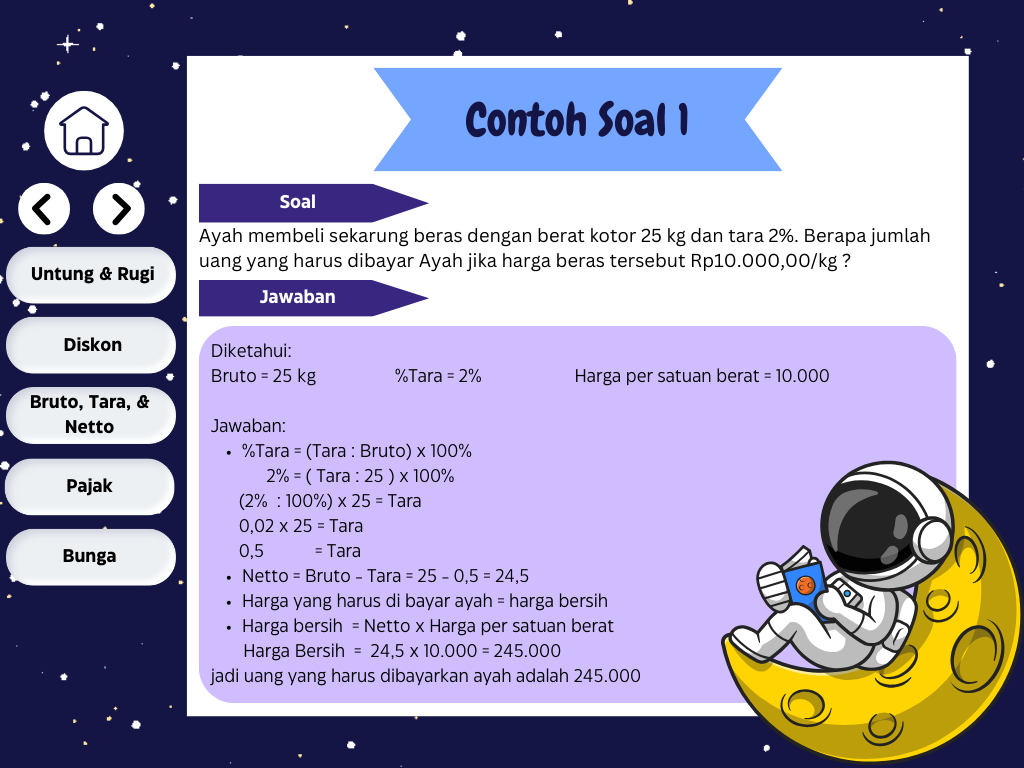 Contoh Soal 1
Untung & Rugi
Diskon
Bruto, Tara, &
Netto
Pajak
Bunga
Soal
Ayah membeli sekarung beras dengan berat kotor 25 kg dan tara 2%. Berapa jumlah
uang yang harus dibayar Ayah jika harga beras tersebut Rp10.000,00/kg ?
Jawaban
Diketahui:
Bruto = 25 kg %Tara = 2% Harga per satuan berat = 10.000
Jawaban:
• %Tara = (Tara : Bruto) x 100%
2% = ( Tara : 25 ) x 100%
(2% : 100%) x 25 = Tara
0,02 x 25 = Tara
0,5 = Tara
• Netto = Bruto - Tara = 25 - 0,5 = 24,5
• Harga yang harus di bayar ayah = harga bersih
• Harga bersih = Netto x Harga per satuan berat
Harga Bersih = 24,5 x 10.000 = 245.000
jadi uang yang harus dibayarkan ayah adalah 245.000